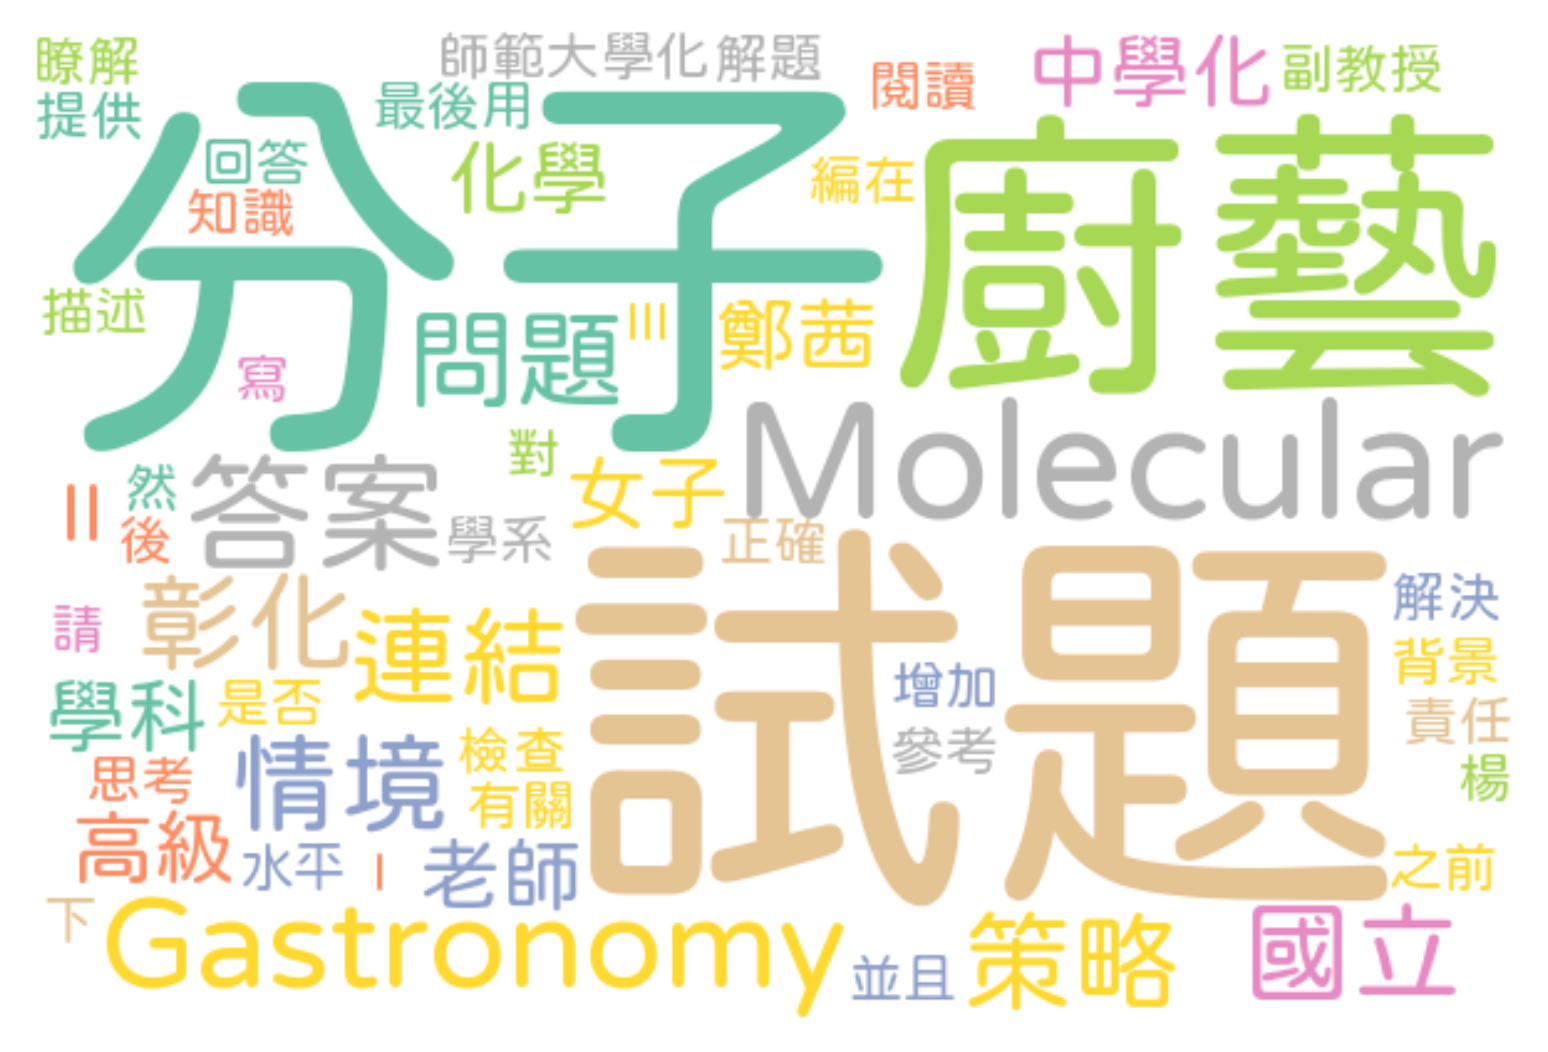 瞭解
師範大學化
解題
中學化
副教授
提供
最後用
閱讀
分子
廚藝
回答
化學
編在
知識
描述
問題
III
鄭茜
寫
Molecular
對
然
答案
女子
II
後
學系
正確
試題
彰化
連結
解決
請
背景
增加
學科
是否
責任
情境
檢查
參考
思考
有關
楊
高級
水平
I
老師
之前
下
Gastronomy
並且
策略
國立